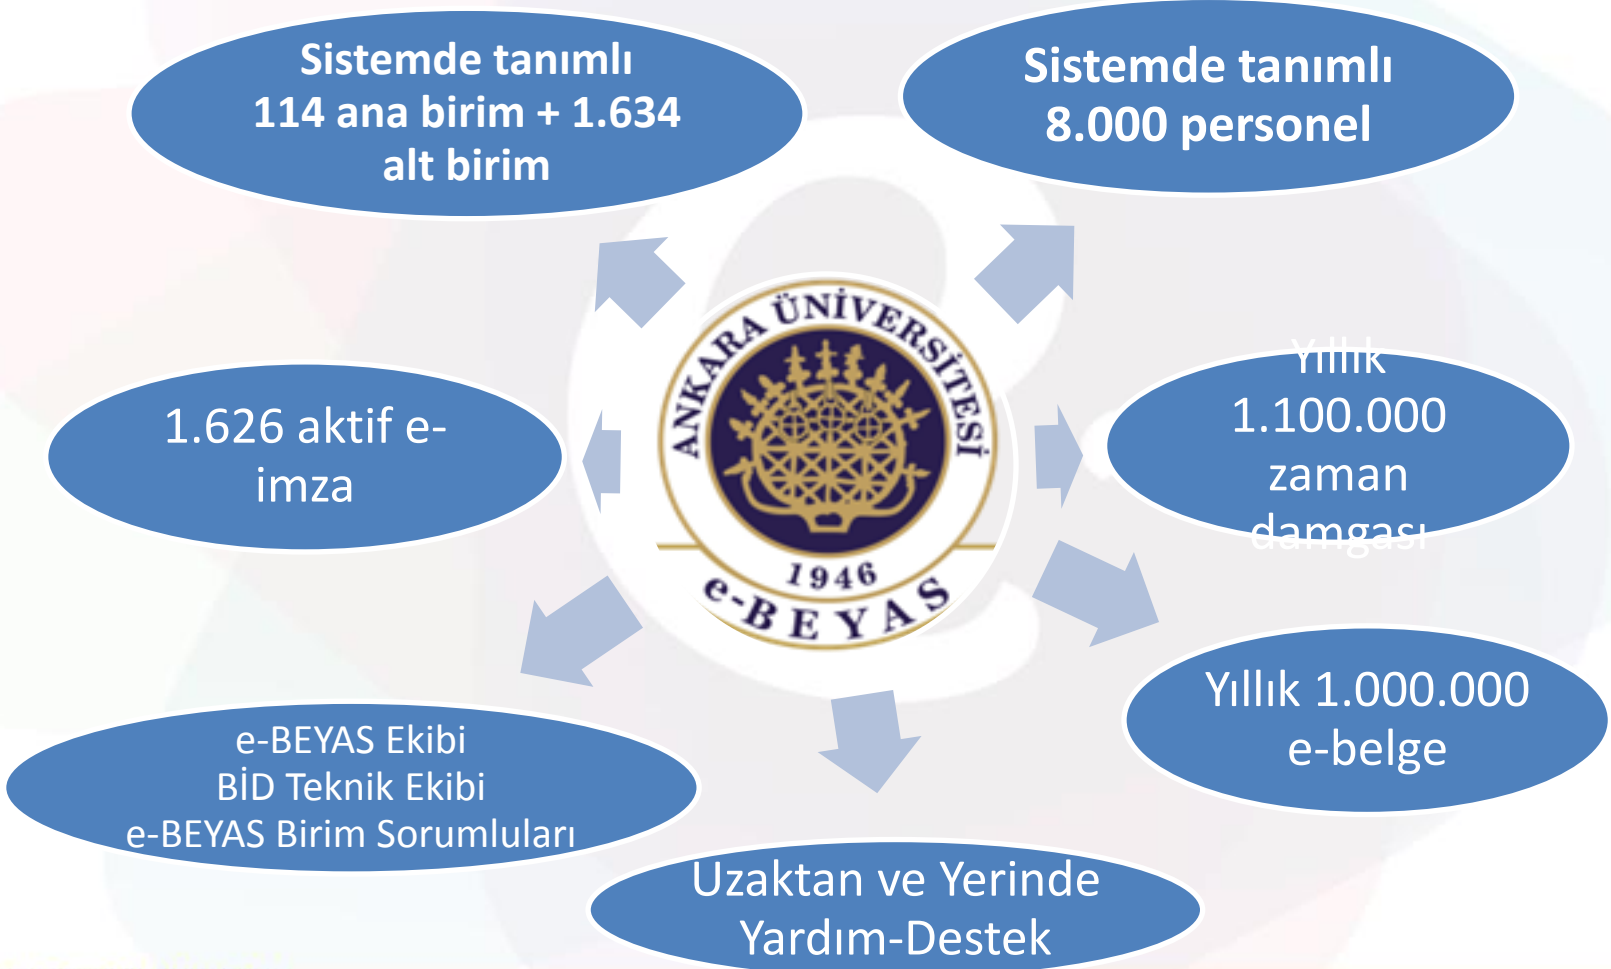 Sistemde tanımlı
114 ana birim + 1.634
alt birim
Sistemde tanımlı
8.000 personel
ANKARA ÜNİVERSİTESİ
1946
e-BEYAS
1.626 aktif e-
imza
Yıllık
1.100.000
zaman
damgası
Yıllık 1.000.000
e-belge
e-BEYAS Ekibi
BİD Teknik Ekibi
e-BEYAS Birim Sorumluları
Uzaktan ve Yerinde
Yardım-Destek